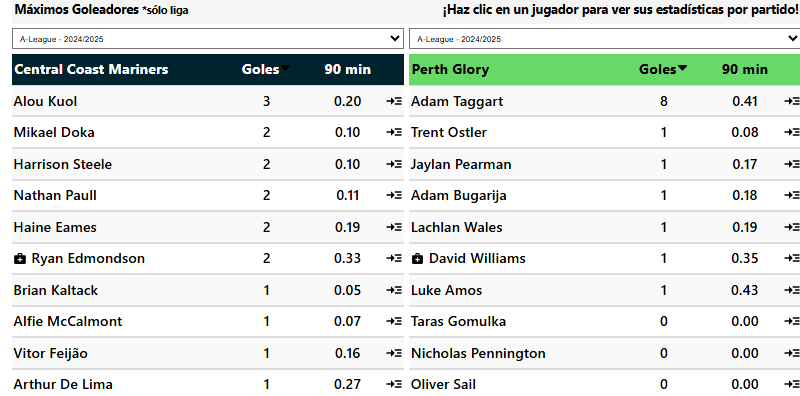 Máximos Goleadores *sólo liga ¡Haz clic en un jugador para ver sus estadísticas por partido!
A-League - 2024/2025 A-League - 2024/2025
Central Coast Mariners Goles 90 min Perth Glory Goles 90 min
Alou Kuol 3 0.20 Adam Taggart 8 0.41
Mikael Doka 2 0.10 Trent Ostler 1 0.08
Harrison Steele 2 0.10 Jaylan Pearman 1 0.17
Nathan Paull 2 0.11 Adam Bugarija 1 0.18
Haine Eames 2 0.19 Lachlan Wales 1 0.19
Ryan Edmondson 2 0.33 David Williams 1 0.35
Brian Kaltack 1 0.05 Luke Amos 1 0.43
Alfie McCalmont 1 0.07 Taras Gomulka 0 0.00
Vitor Feijão 1 0.16 Nicholas Pennington 0 0.00
Arthur De Lima 1 0.27 Oliver Sail 0 0.00